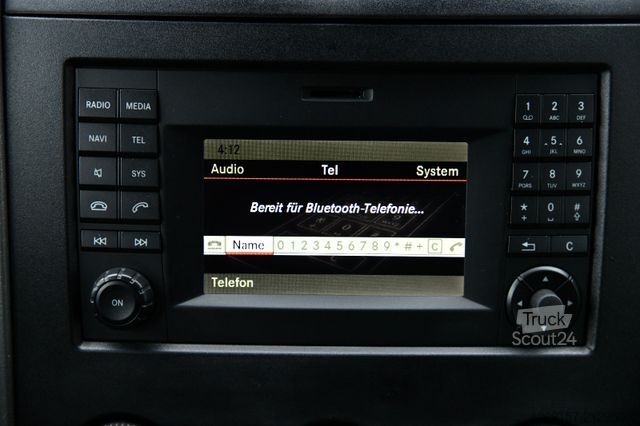 RADIO MEDIA
NAVI TEL
SYS
ON
4:12
Audio Tel System
Bereit für Bluetooth-Telefonie...
Name 0 1 2 3 4 5 6 7 8 9 * # + C
Telefon
1 2 ABC 3 DEF
4 GHI 5 JKL 6 MNO
7 PQRS 8 TUV 9 WXYZ
* 0 #
C
Truck
Scout24